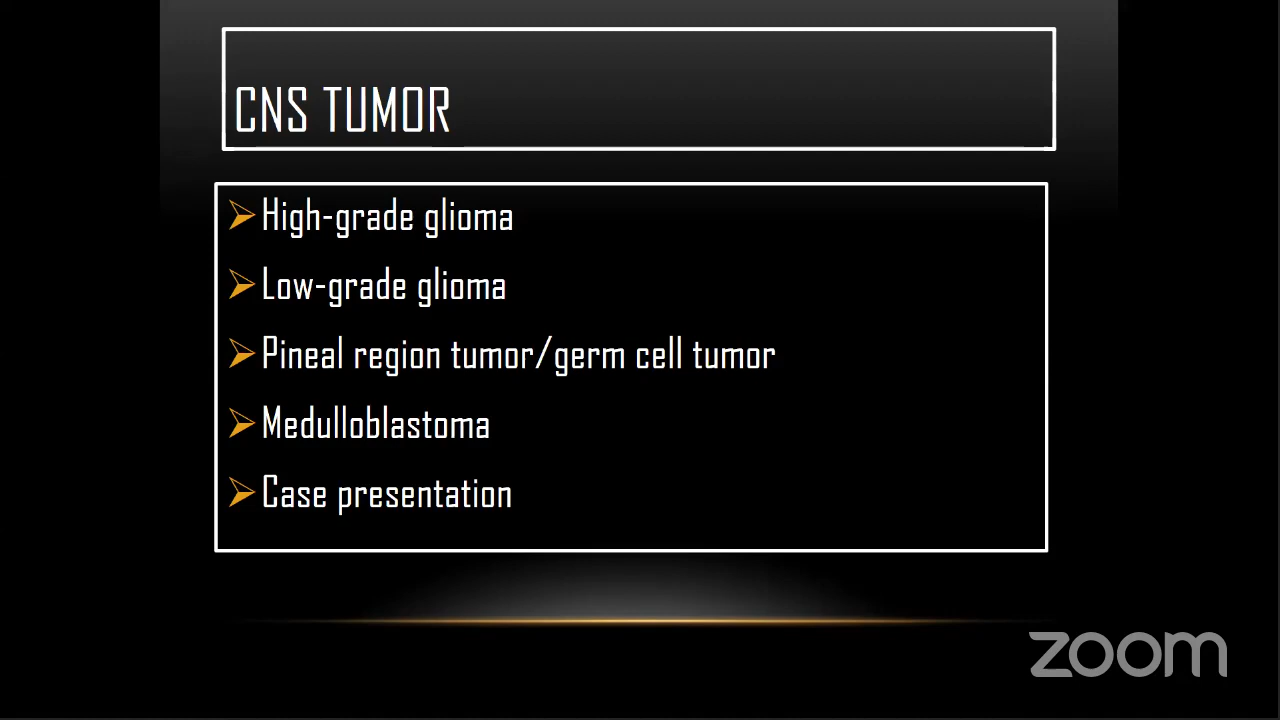 CNS TUMOR
High-grade glioma
Low-grade glioma
Pineal region tumor/germ cell tumor
Medulloblastoma
Case presentation
zoom